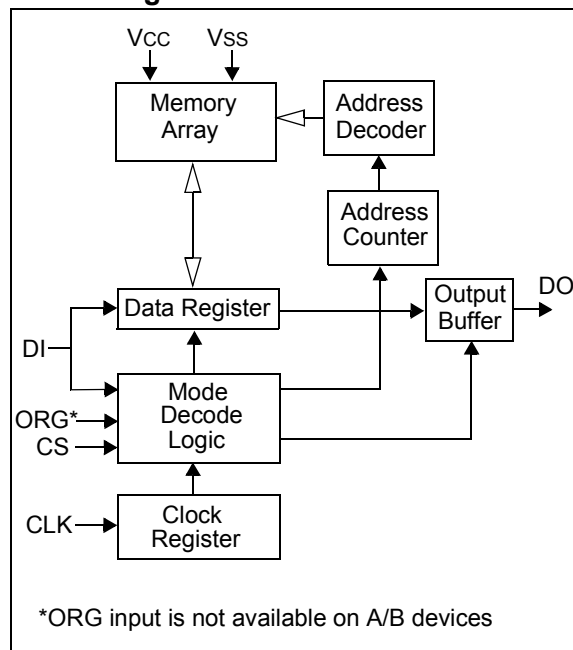 VCC
VSS
Memory
Array
Address
Decoder
Address
Counter
Data Register
Output
Buffer
DO
DI
Mode
Decode
Logic
ORG*
CS
CLK
Clock
Register
*ORG input is not available on A/B devices